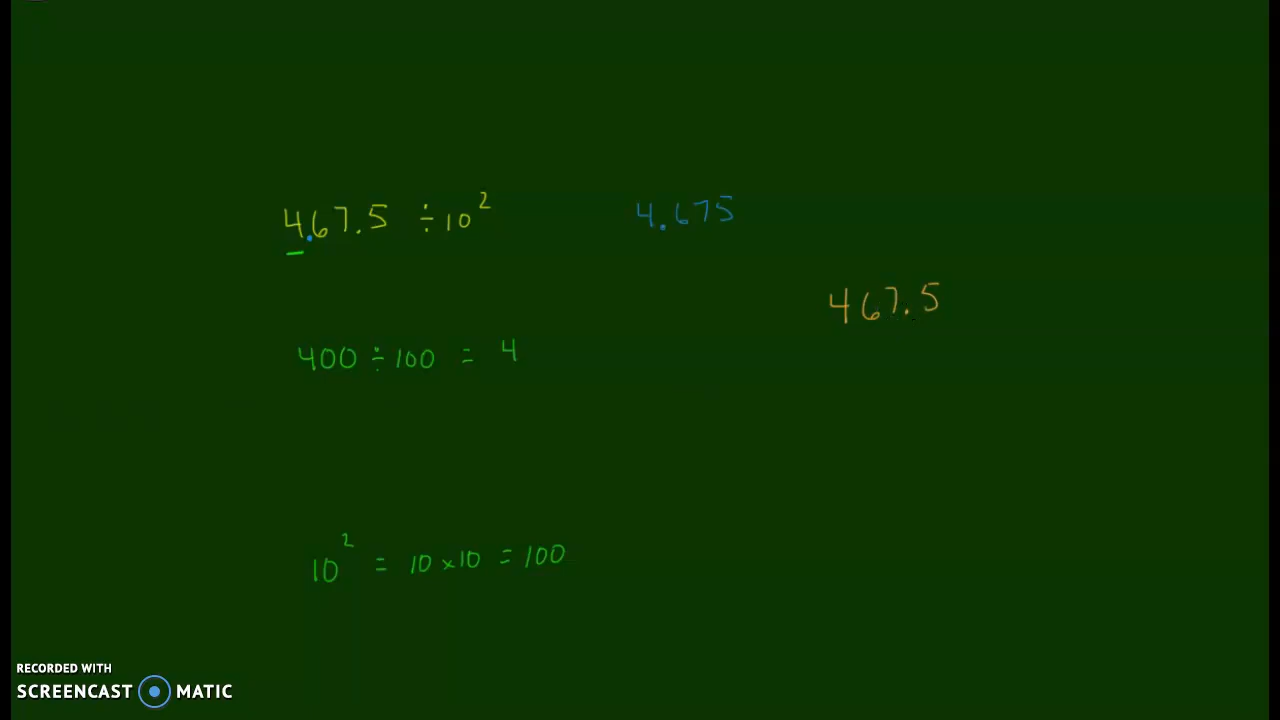 467.5 ÷ 10²
4.675
467.5
400 ÷ 100 = 4
10² = 10 × 10 = 100
RECORDED WITH
SCREENCAST MATIC